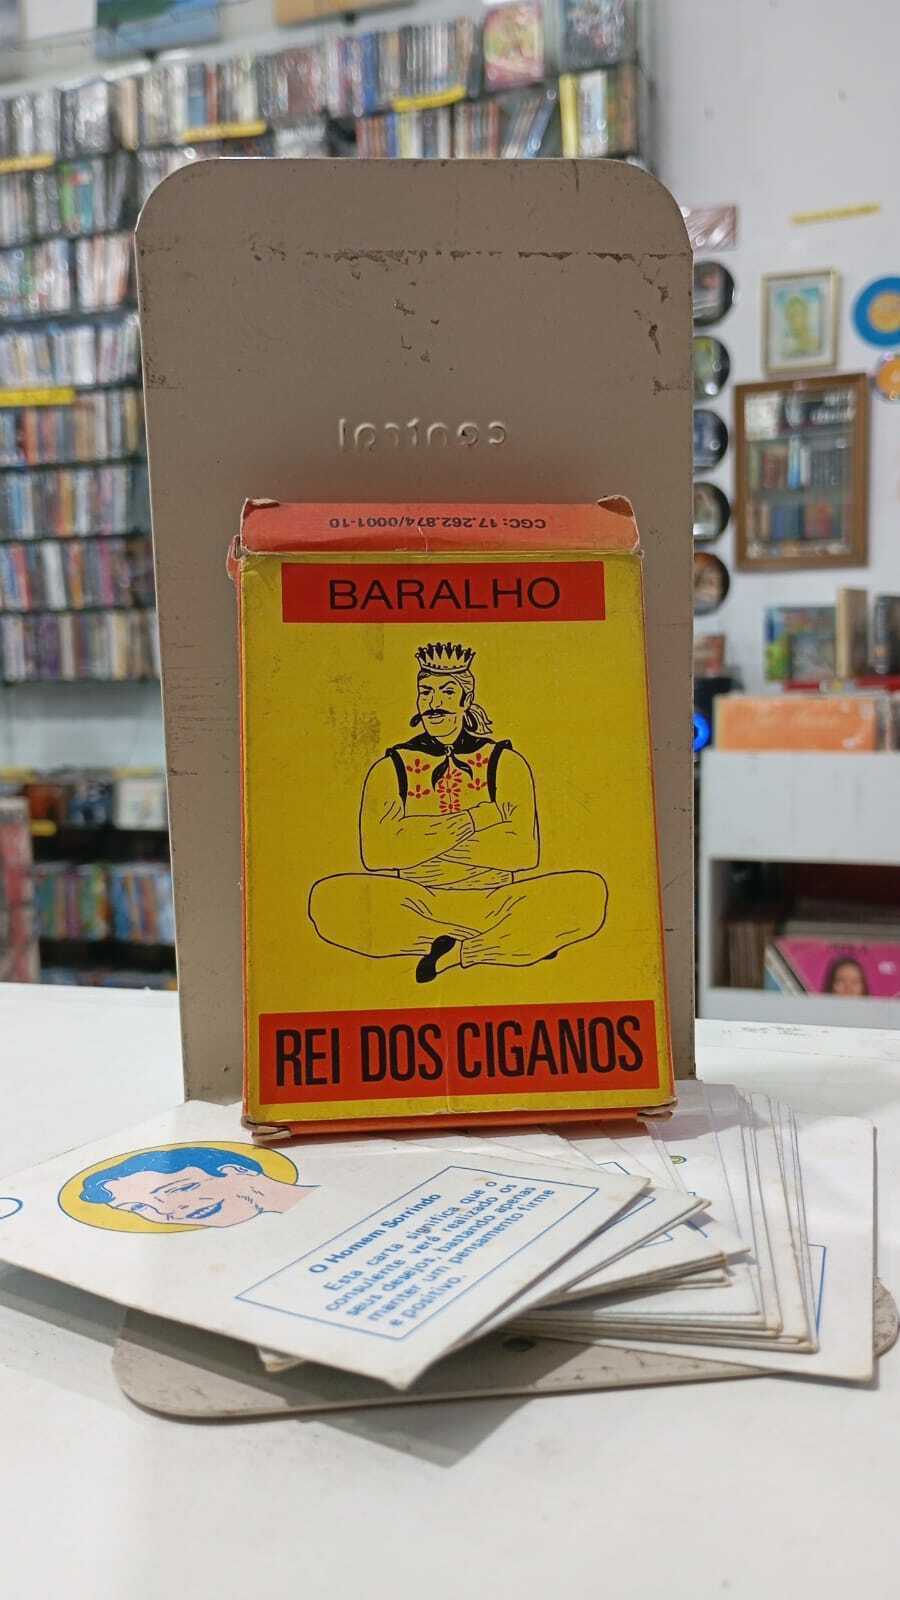 central
CGC: 17.262.874/0001-10
BARALHO
REI DOS CIGANOS
O Homem Sorrindo
Esta carta significa que o
consulente verá realizado os
seus desejos, bastando apenas
manter um pensamento firme
e positivo.